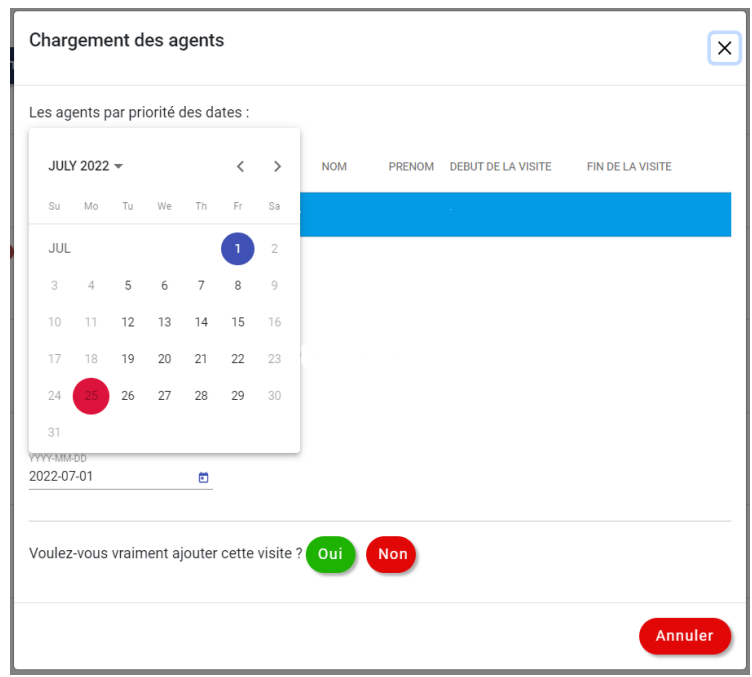 Chargement des agents
Les agents par priorité des dates :
JULY 2022
NOM PRENOM DEBUT DE LA VISITE FIN DE LA VISITE
Su Mo Tu We Th Fr Sa
JUL 1 2
3 4 5 6 7 8 9
10 11 12 13 14 15 16
17 18 19 20 21 22 23
24 25 26 27 28 29 30
31
YYYY-MM-DD
2022-07-01
Voulez-vous vraiment ajouter cette visite ? Oui Non
Annuler